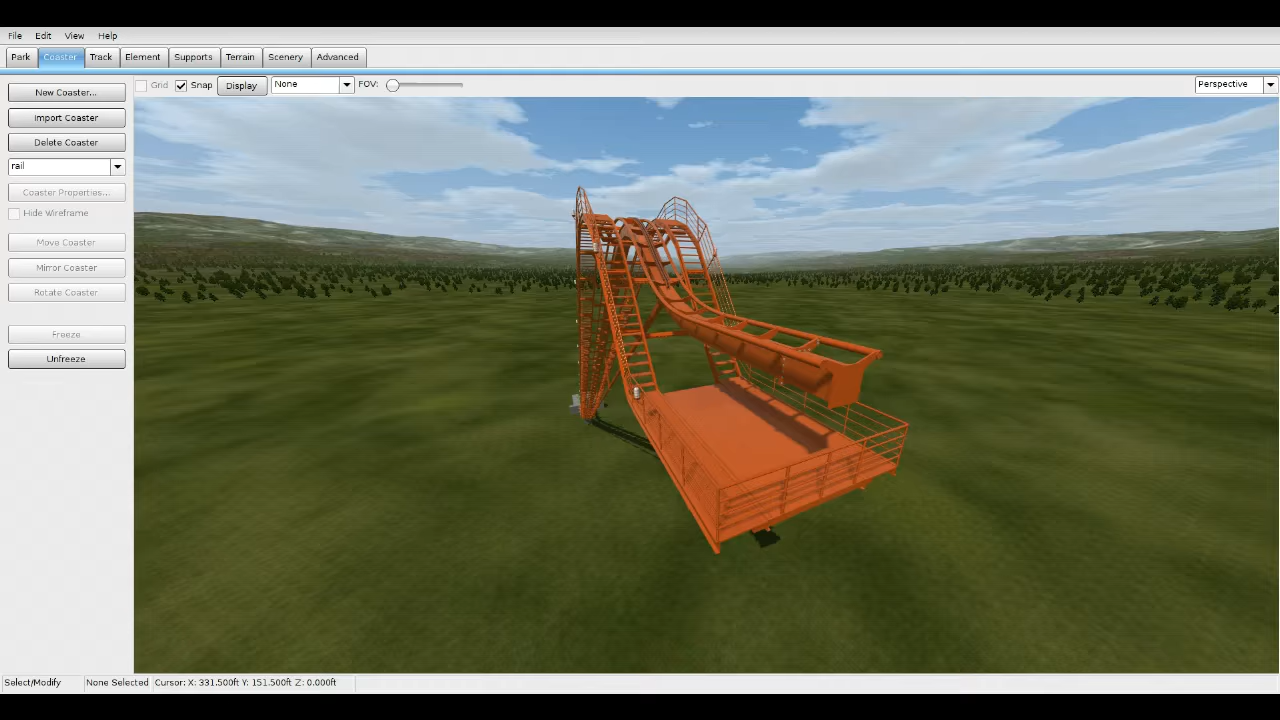 File Edit View Help
Park Coaster Track Element Supports Terrain Scenery Advanced
Grid Snap Display None FOV: Perspective
New Coaster...
Import Coaster
Delete Coaster
rail
Coaster Properties...
Hide Wireframe
Move Coaster
Mirror Coaster
Rotate Coaster
Freeze
Unfreeze
Select/Modify None Selected Cursor: X: 331.500ft Y: 151.500ft Z: 0.000ft